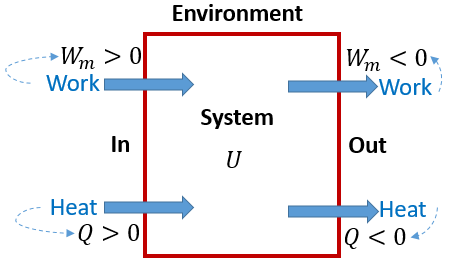 Environment
W_m > 0
W_m < 0
Work
Work
System
In
Out
U
Heat
Heat
Q > 0
Q < 0